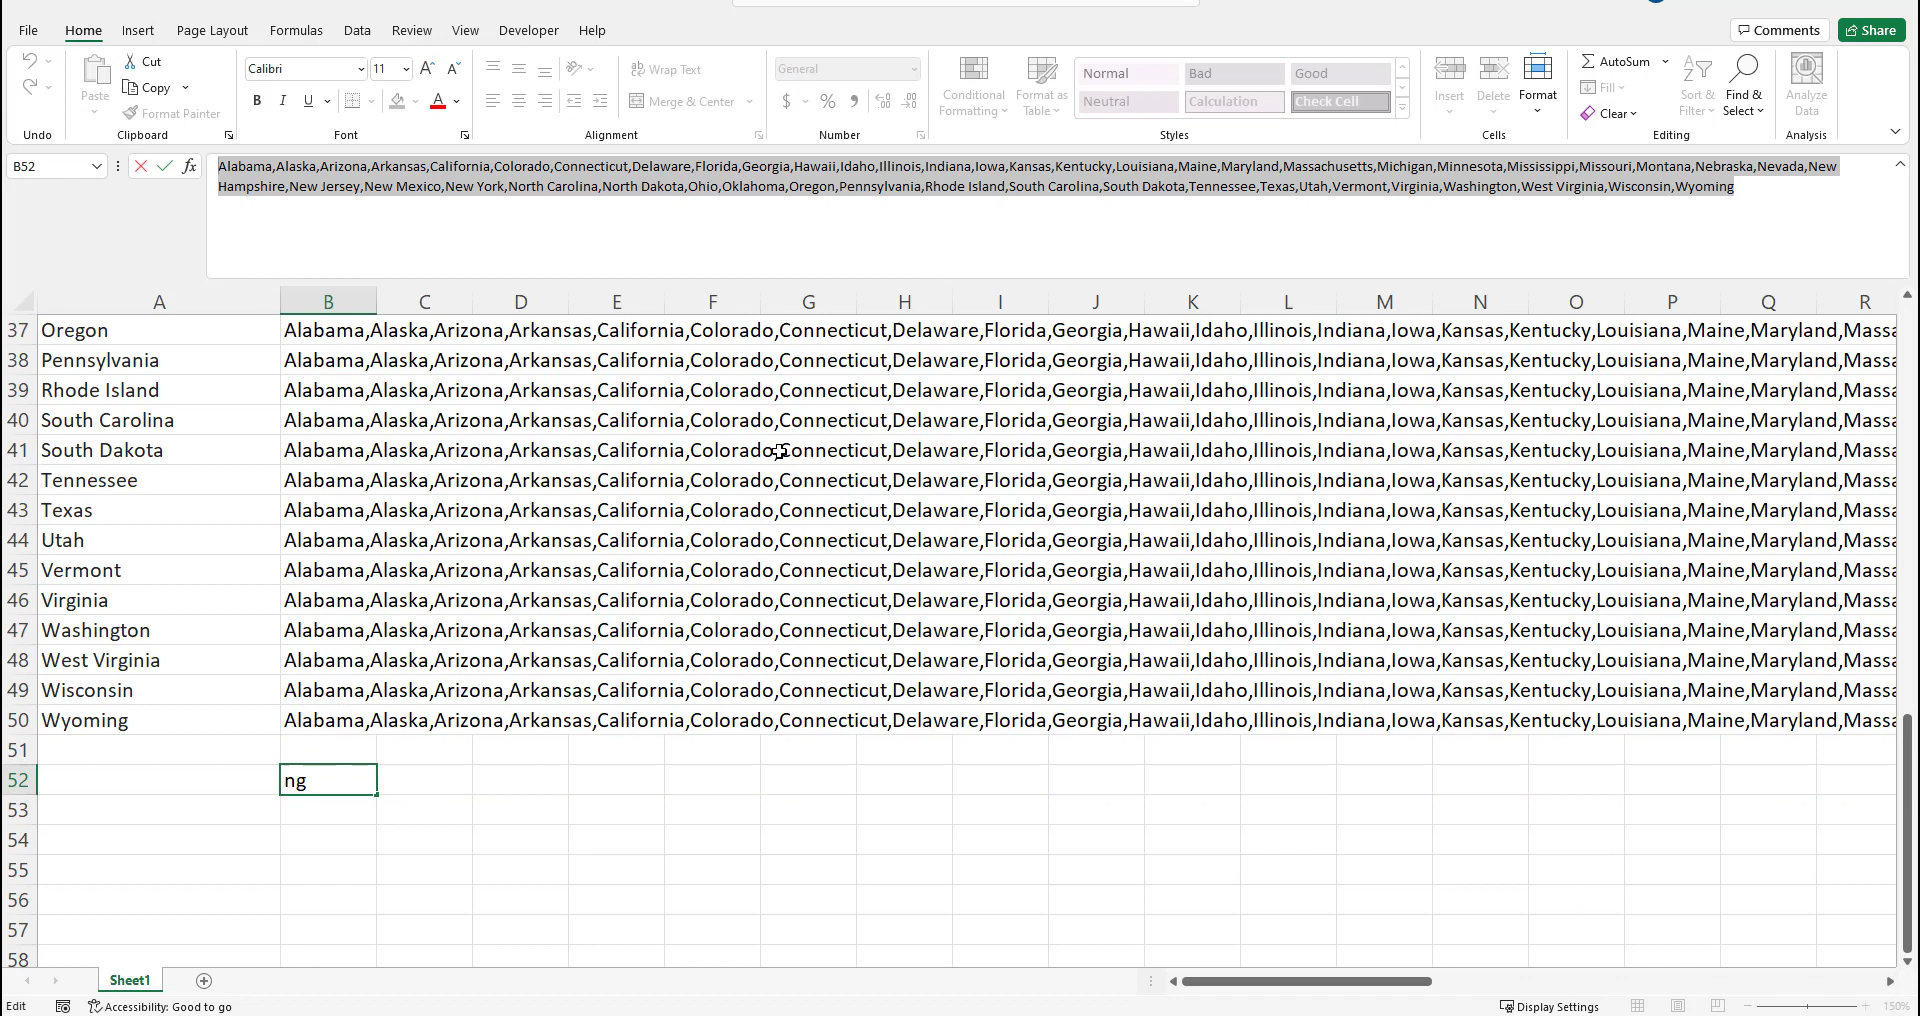 File Home Insert Page Layout Formulas Data Review View Developer Help Comments Share
Cut
Copy
Paste
Format Painter
Undo Clipboard
Calibri 11 A A
B I U A
Font
Wrap Text
Merge & Center
Alignment
General
$ %
Number
Conditional Formatting
Format as Table
Normal Bad Good
Neutral Calculation Check Cell
Styles
Insert Delete Format
Cells
AutoSum
Fill
Clear
Sort & Filter
Find & Select
Editing
Analyze Data
Analysis
B52 fx
Alabama,Alaska,Arizona,Arkansas,California,Colorado,Connecticut,Delaware,Florida,Georgia,Hawaii,Idaho,Illinois,Indiana,Iowa,Kansas,Kentucky,Louisiana,Maine,Maryland,Massachusetts,Michigan,Minnesota,Mississippi,Missouri,Montana,Nebraska,Nevada,New
Hampshire,New Jersey,New Mexico,New York,North Carolina,North Dakota,Ohio,Oklahoma,Oregon,Pennsylvania,Rhode Island,South Carolina,South Dakota,Tennessee,Texas,Utah,Vermont,Virginia,Washington,West Virginia,Wisconsin,Wyoming
A B C D E F G H I J K L M N O P Q R
37 Oregon Alabama,Alaska,Arizona,Arkansas,California,Colorado,Connecticut,Delaware,Florida,Georgia,Hawaii,Idaho,Illinois,Indiana,Iowa,Kansas,Kentucky,Louisiana,Maine,Maryland,Massa
38 Pennsylvania Alabama,Alaska,Arizona,Arkansas,California,Colorado,Connecticut,Delaware,Florida,Georgia,Hawaii,Idaho,Illinois,Indiana,Iowa,Kansas,Kentucky,Louisiana,Maine,Maryland,Massa
39 Rhode Island Alabama,Alaska,Arizona,Arkansas,California,Colorado,Connecticut,Delaware,Florida,Georgia,Hawaii,Idaho,Illinois,Indiana,Iowa,Kansas,Kentucky,Louisiana,Maine,Maryland,Massa
40 South Carolina Alabama,Alaska,Arizona,Arkansas,California,Colorado,Connecticut,Delaware,Florida,Georgia,Hawaii,Idaho,Illinois,Indiana,Iowa,Kansas,Kentucky,Louisiana,Maine,Maryland,Massa
41 South Dakota Alabama,Alaska,Arizona,Arkansas,California,Colorado,Connecticut,Delaware,Florida,Georgia,Hawaii,Idaho,Illinois,Indiana,Iowa,Kansas,Kentucky,Louisiana,Maine,Maryland,Massa
42 Tennessee Alabama,Alaska,Arizona,Arkansas,California,Colorado,Connecticut,Delaware,Florida,Georgia,Hawaii,Idaho,Illinois,Indiana,Iowa,Kansas,Kentucky,Louisiana,Maine,Maryland,Massa
43 Texas Alabama,Alaska,Arizona,Arkansas,California,Colorado,Connecticut,Delaware,Florida,Georgia,Hawaii,Idaho,Illinois,Indiana,Iowa,Kansas,Kentucky,Louisiana,Maine,Maryland,Massa
44 Utah Alabama,Alaska,Arizona,Arkansas,California,Colorado,Connecticut,Delaware,Florida,Georgia,Hawaii,Idaho,Illinois,Indiana,Iowa,Kansas,Kentucky,Louisiana,Maine,Maryland,Massa
45 Vermont Alabama,Alaska,Arizona,Arkansas,California,Colorado,Connecticut,Delaware,Florida,Georgia,Hawaii,Idaho,Illinois,Indiana,Iowa,Kansas,Kentucky,Louisiana,Maine,Maryland,Massa
46 Virginia Alabama,Alaska,Arizona,Arkansas,California,Colorado,Connecticut,Delaware,Florida,Georgia,Hawaii,Idaho,Illinois,Indiana,Iowa,Kansas,Kentucky,Louisiana,Maine,Maryland,Massa
47 Washington Alabama,Alaska,Arizona,Arkansas,California,Colorado,Connecticut,Delaware,Florida,Georgia,Hawaii,Idaho,Illinois,Indiana,Iowa,Kansas,Kentucky,Louisiana,Maine,Maryland,Massa
48 West Virginia Alabama,Alaska,Arizona,Arkansas,California,Colorado,Connecticut,Delaware,Florida,Georgia,Hawaii,Idaho,Illinois,Indiana,Iowa,Kansas,Kentucky,Louisiana,Maine,Maryland,Massa
49 Wisconsin Alabama,Alaska,Arizona,Arkansas,California,Colorado,Connecticut,Delaware,Florida,Georgia,Hawaii,Idaho,Illinois,Indiana,Iowa,Kansas,Kentucky,Louisiana,Maine,Maryland,Massa
50 Wyoming Alabama,Alaska,Arizona,Arkansas,California,Colorado,Connecticut,Delaware,Florida,Georgia,Hawaii,Idaho,Illinois,Indiana,Iowa,Kansas,Kentucky,Louisiana,Maine,Maryland,Massa
51
52 ng
53
54
55
56
57
58
Sheet1
Edit Accessibility: Good to go Display Settings 150%